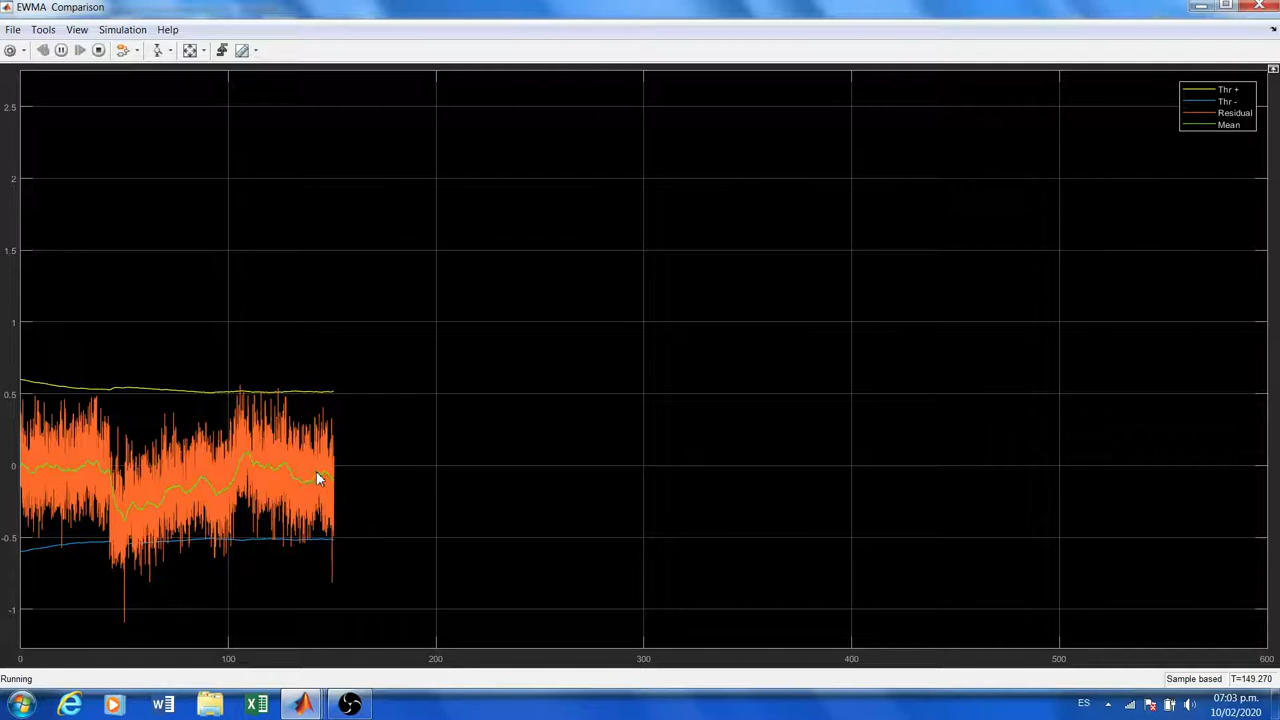 EWMA Comparison
File Tools View Simulation Help
Thr +
Thr -
Residual
Mean
2.5
2
1.5
1
0.5
0
-0.5
-1
0 100 200 300 400 500 600
Running
Sample based T=149.270
ES
07:03 p.m.
10/02/2020